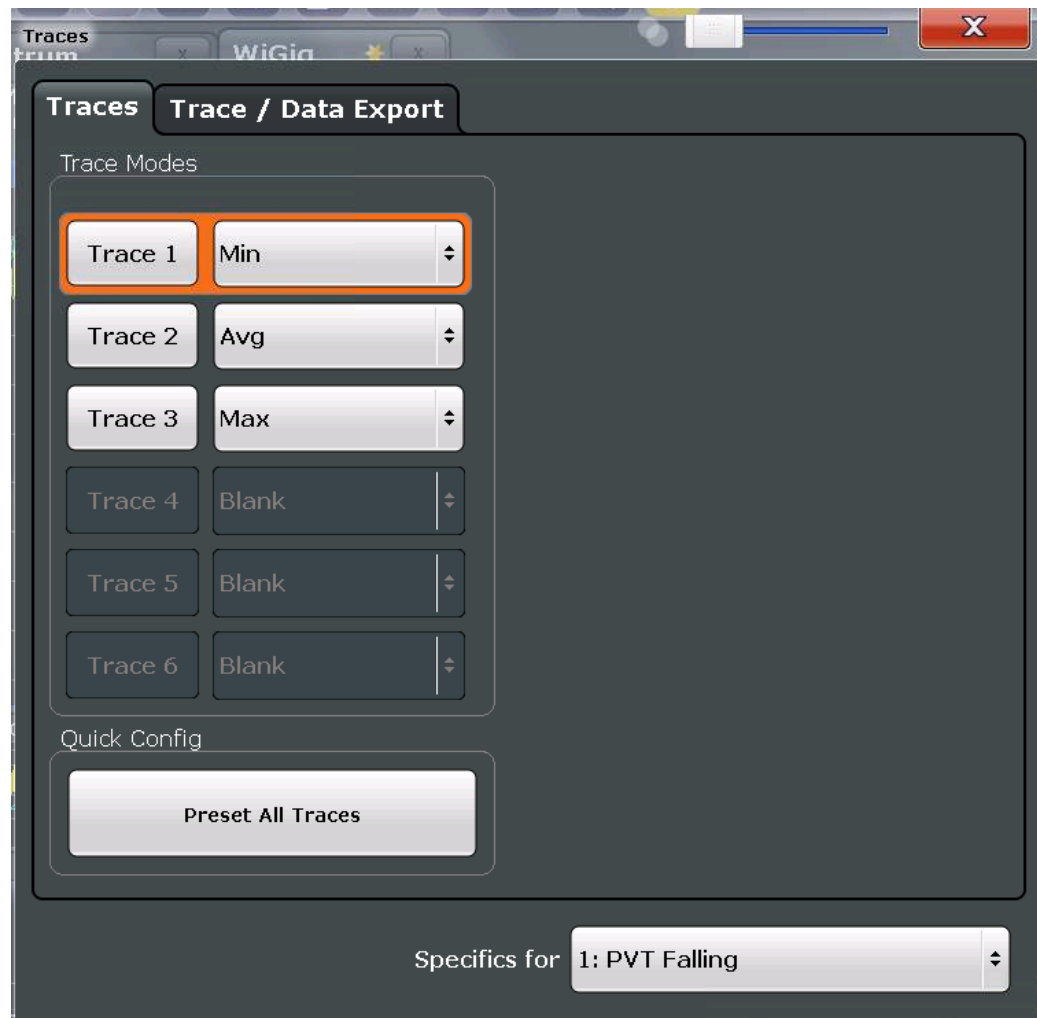 Traces
trum x WiGig x
X
Traces Trace / Data Export
Trace Modes
Trace 1 Min
Trace 2 Avg
Trace 3 Max
Trace 4 Blank
Trace 5 Blank
Trace 6 Blank
Quick Config
Preset All Traces
Specifics for 1: PVT Falling